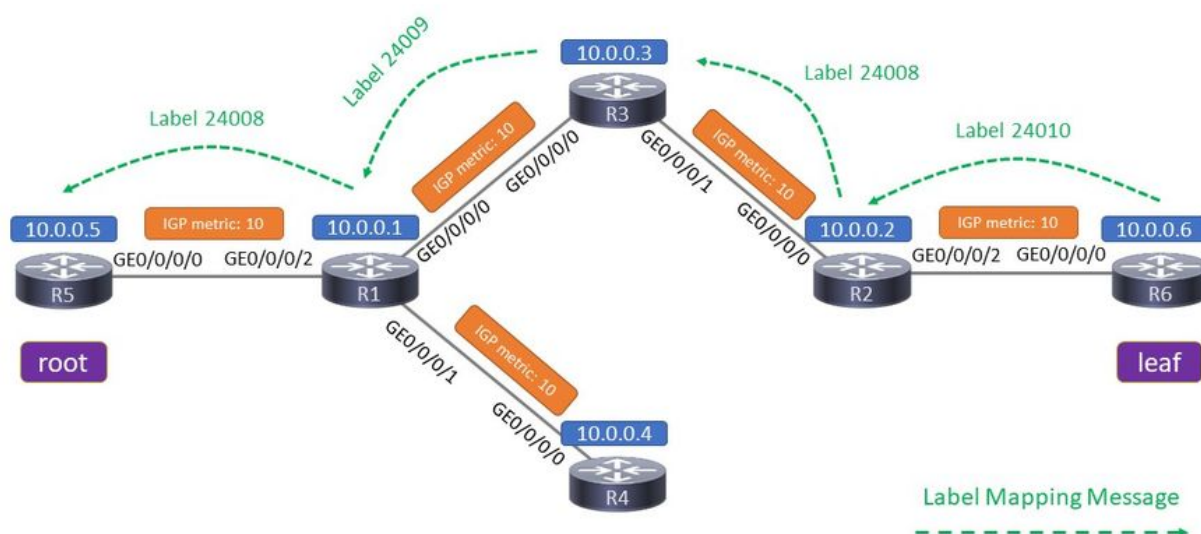 10.0.0.3
Label 24009
Label 24008
R3
Label 24008
IGP metric: 10
GE0/0/0/0
GE0/0/0/1
IGP metric: 10
Label 24010
10.0.0.5
IGP metric: 10
10.0.0.1
GE0/0/0/0
GE0/0/0/0
10.0.0.2
IGP metric: 10
10.0.0.6
GE0/0/0/0
GE0/0/0/2
GE0/0/0/2
GE0/0/0/0
R5
R1
R2
R6
root
GE0/0/0/1
IGP metric: 10
leaf
GE0/0/0/0
10.0.0.4
R4
Label Mapping Message